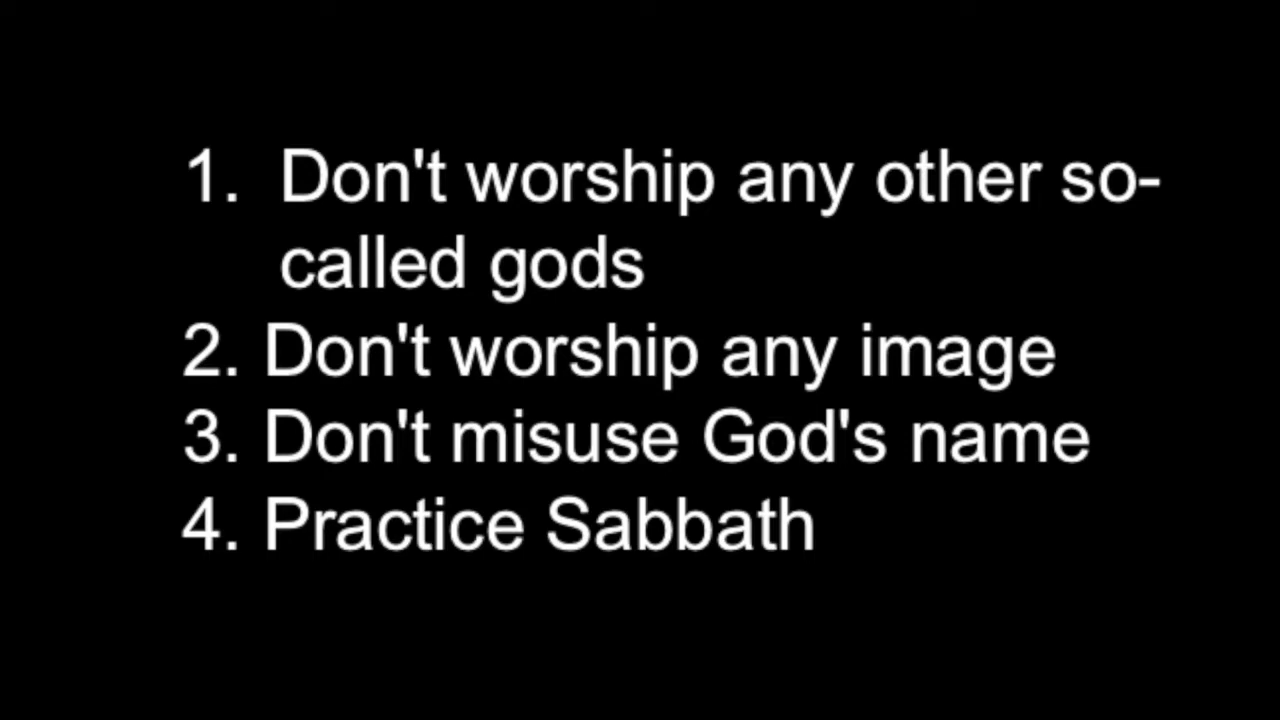 1. Don't worship any other so-
called gods
2. Don't worship any image
3. Don't misuse God's name
4. Practice Sabbath